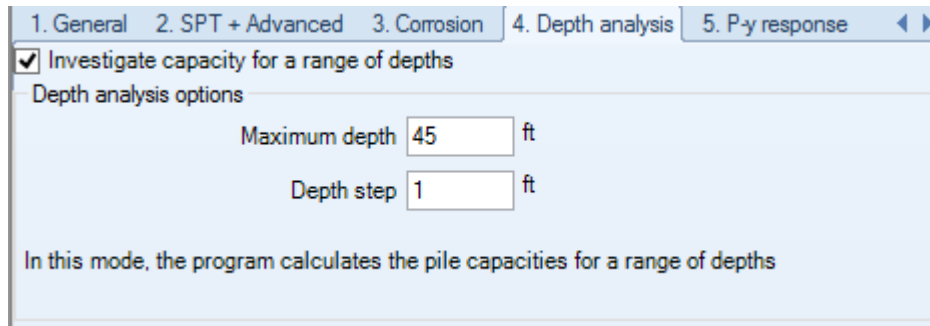 1. General 2. SPT + Advanced 3. Corrosion 4. Depth analysis 5. P-y response
Investigate capacity for a range of depths
Depth analysis options
Maximum depth 45 ft
Depth step 1 ft
In this mode, the program calculates the pile capacities for a range of depths